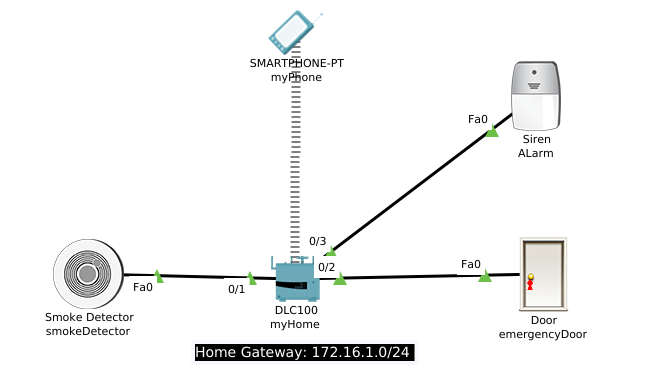 SMARTPHONE-PT
myPhone
Fa0
Siren
ALarm
0/3
0/2
Fa0
Fa0
0/1
Smoke Detector
smokeDetector
DLC100
myHome
Door
emergencyDoor
Home Gateway: 172.16.1.0/24